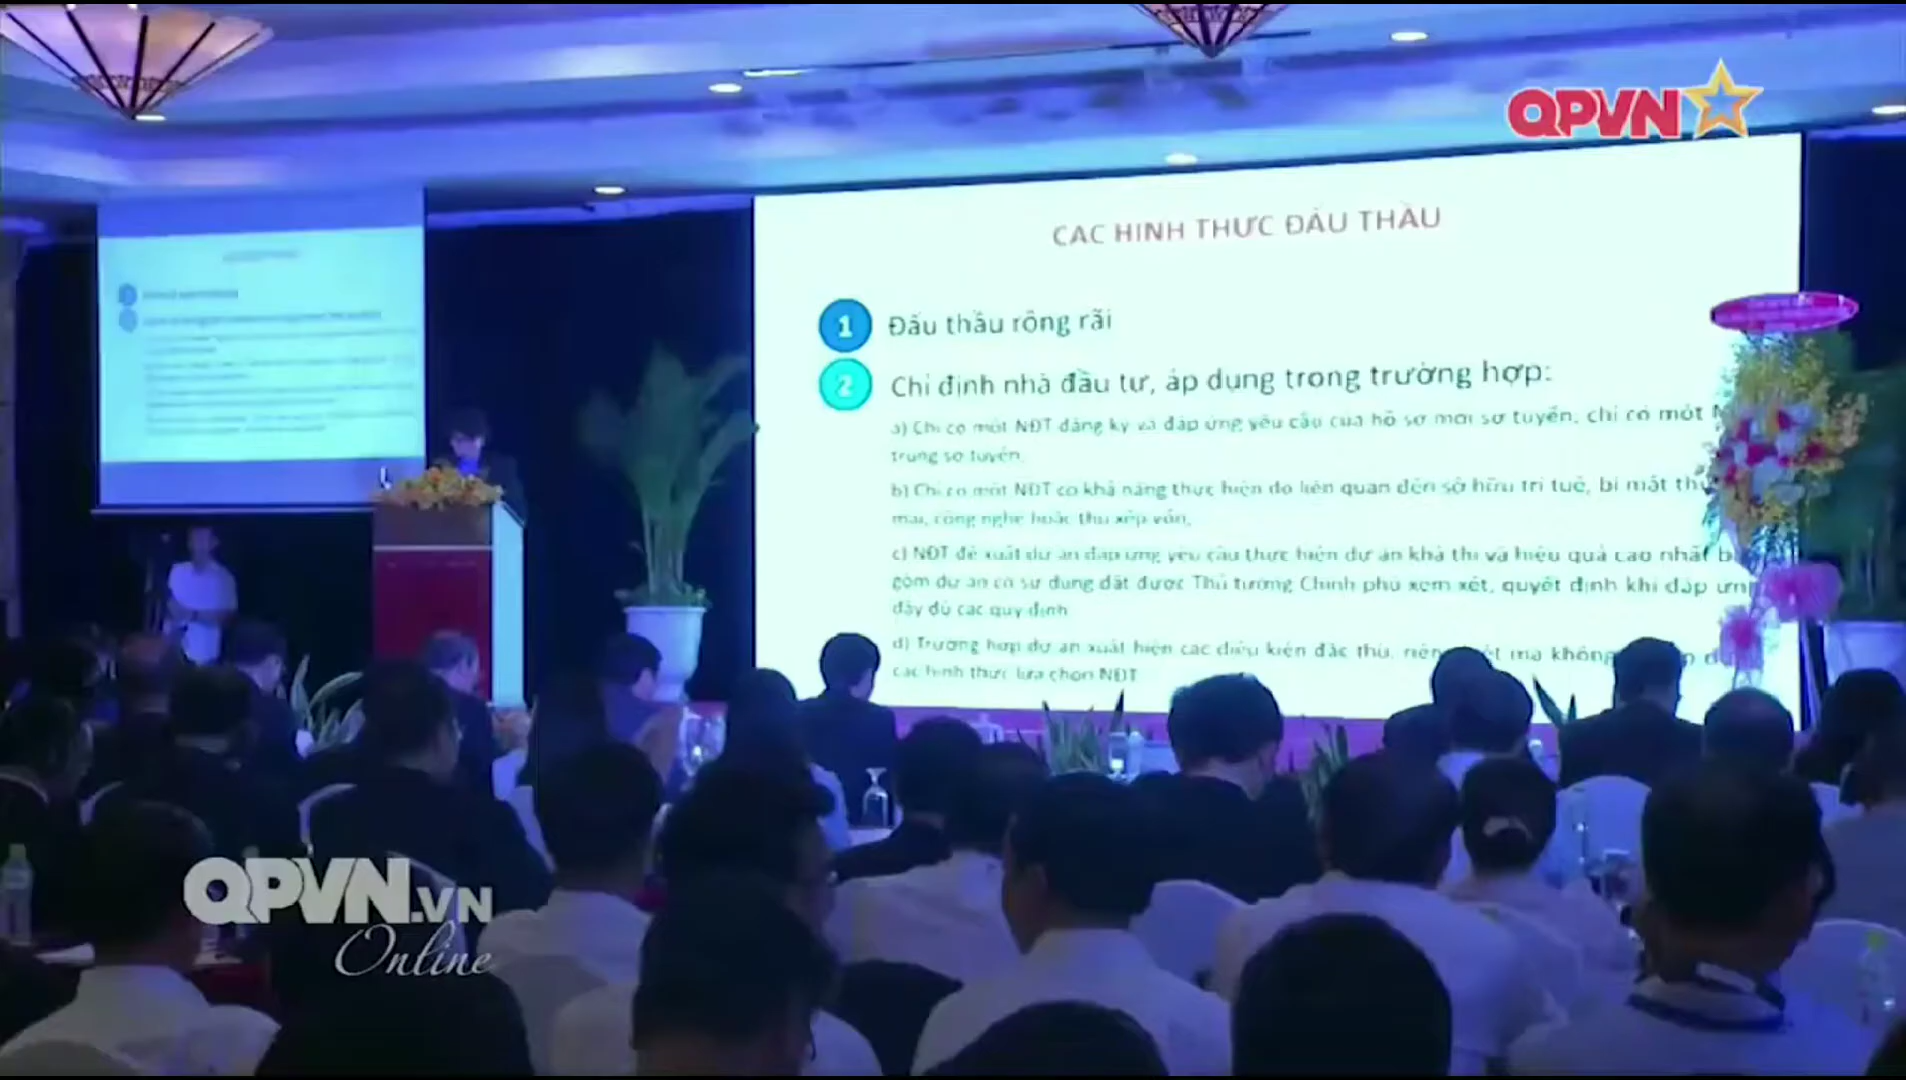 QPVN
CÁC HÌNH THỨC ĐẤU THẦU
1 Đấu thầu rộng rãi
2 Chỉ định nhà đầu tư, áp dụng trong trường hợp:
a) Chỉ có một NĐT đăng ký và đáp ứng yêu cầu của hồ sơ mời sơ tuyển, chỉ có một
trúng sơ tuyển.
b) Chỉ có một NĐT có khả năng thực hiện do liên quan đến sở hữu trí tuệ, bí mật
mại, công nghệ hoặc thu xếp vốn.
c) NĐT đề xuất dự án đáp ứng yêu cầu thực hiện dự án khả thi và hiệu quả cao nhất
gồm dự án có sử dụng đất được Thủ tướng Chính phủ xem xét, quyết định khi đáp
đầy đủ các quy định
d) Trường hợp dự án xuất hiện các điều kiện đặc thù, mà không
các hình thức lựa chọn NĐT
QPVN.VN
Online